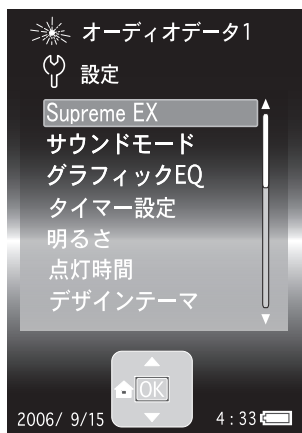 オーディオデータ1
設定
Supreme EX
サウンドモード
グラフィックEQ
タイマー設定
明るさ
点灯時間
デザインテーマ
OK
2006/ 9/15
4:33